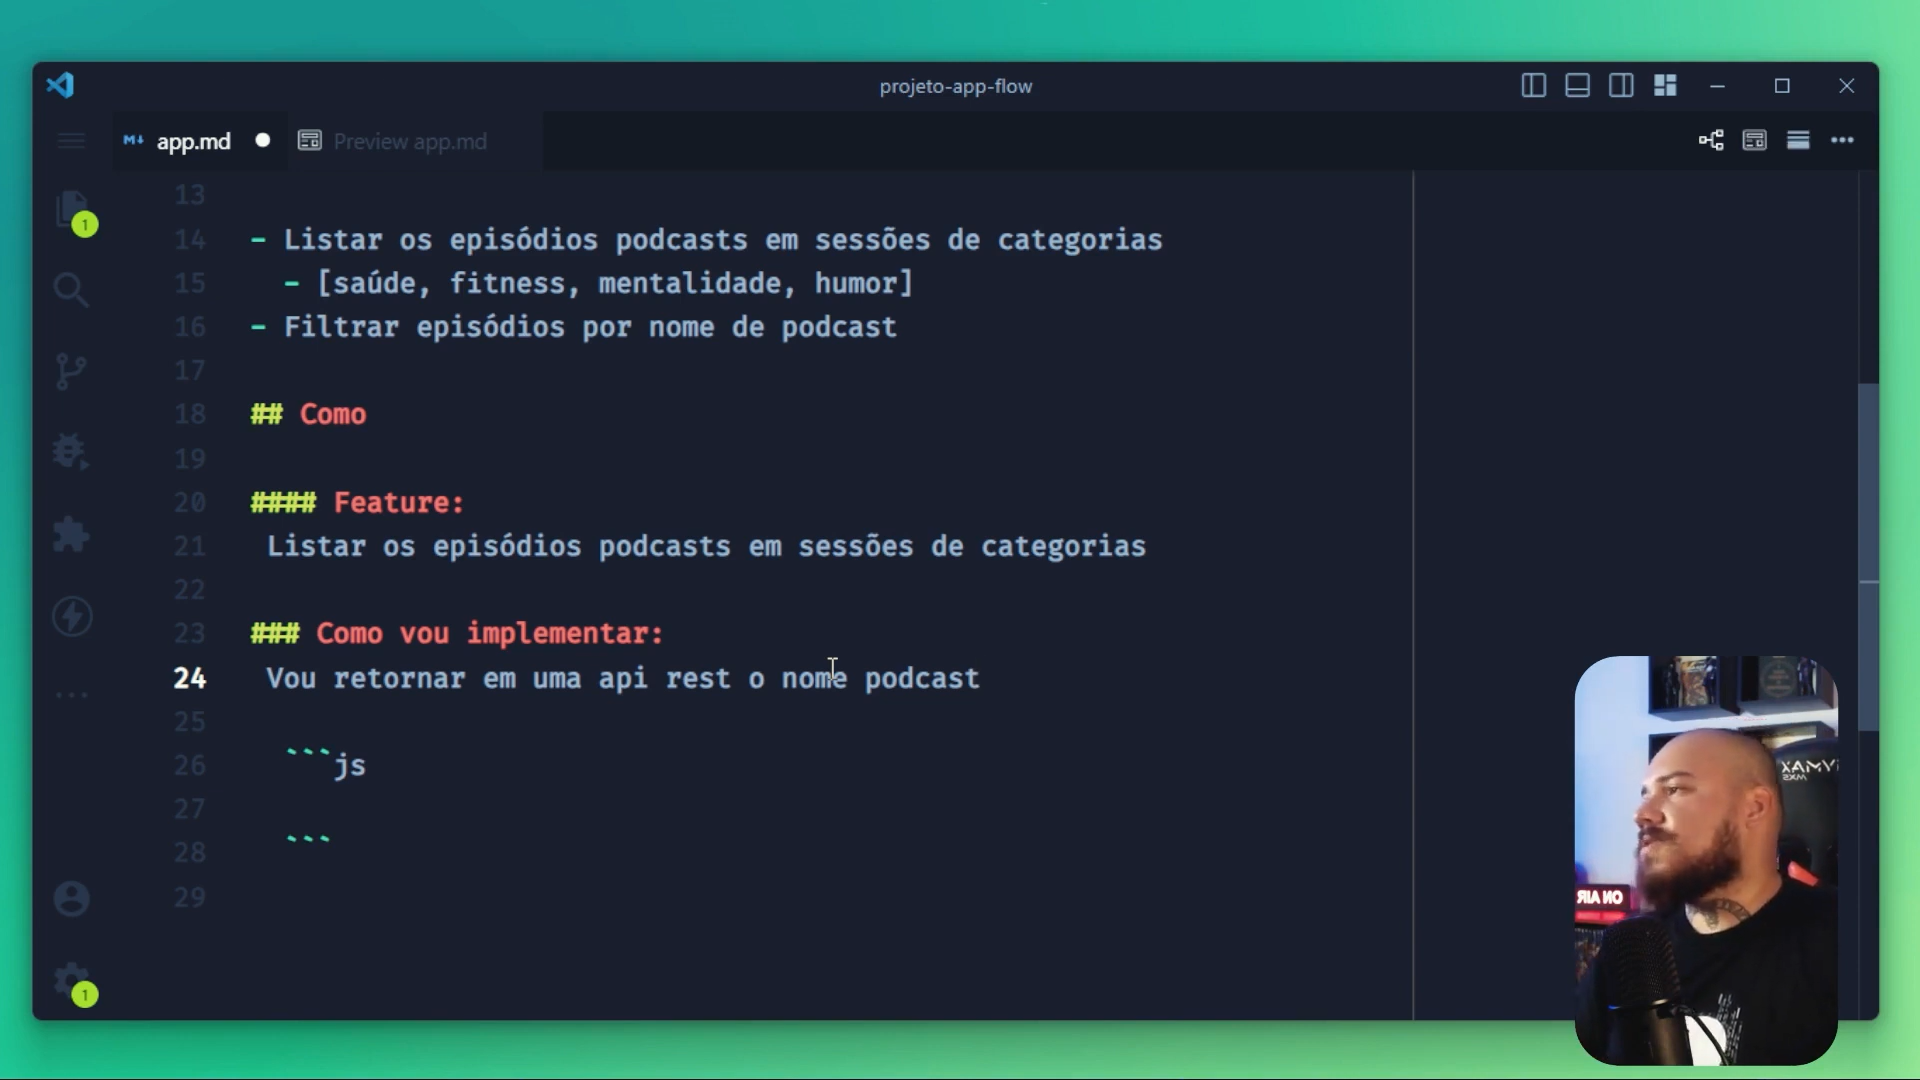 projeto-app-flow
M↓ app.md
Preview app.md
13
14 - Listar os episódios podcasts em sessões de categorias
15 - [saúde, fitness, mentalidade, humor]
16 - Filtrar episódios por nome de podcast
17
18 ## Como
19
20 #### Feature:
21 Listar os episódios podcasts em sessões de categorias
22
23 ### Como vou implementar:
24 Vou retornar em uma api rest o nome podcast
25
26 ```js
27
28 ```
29
1
1
XAMVI
MX5
ON AIR